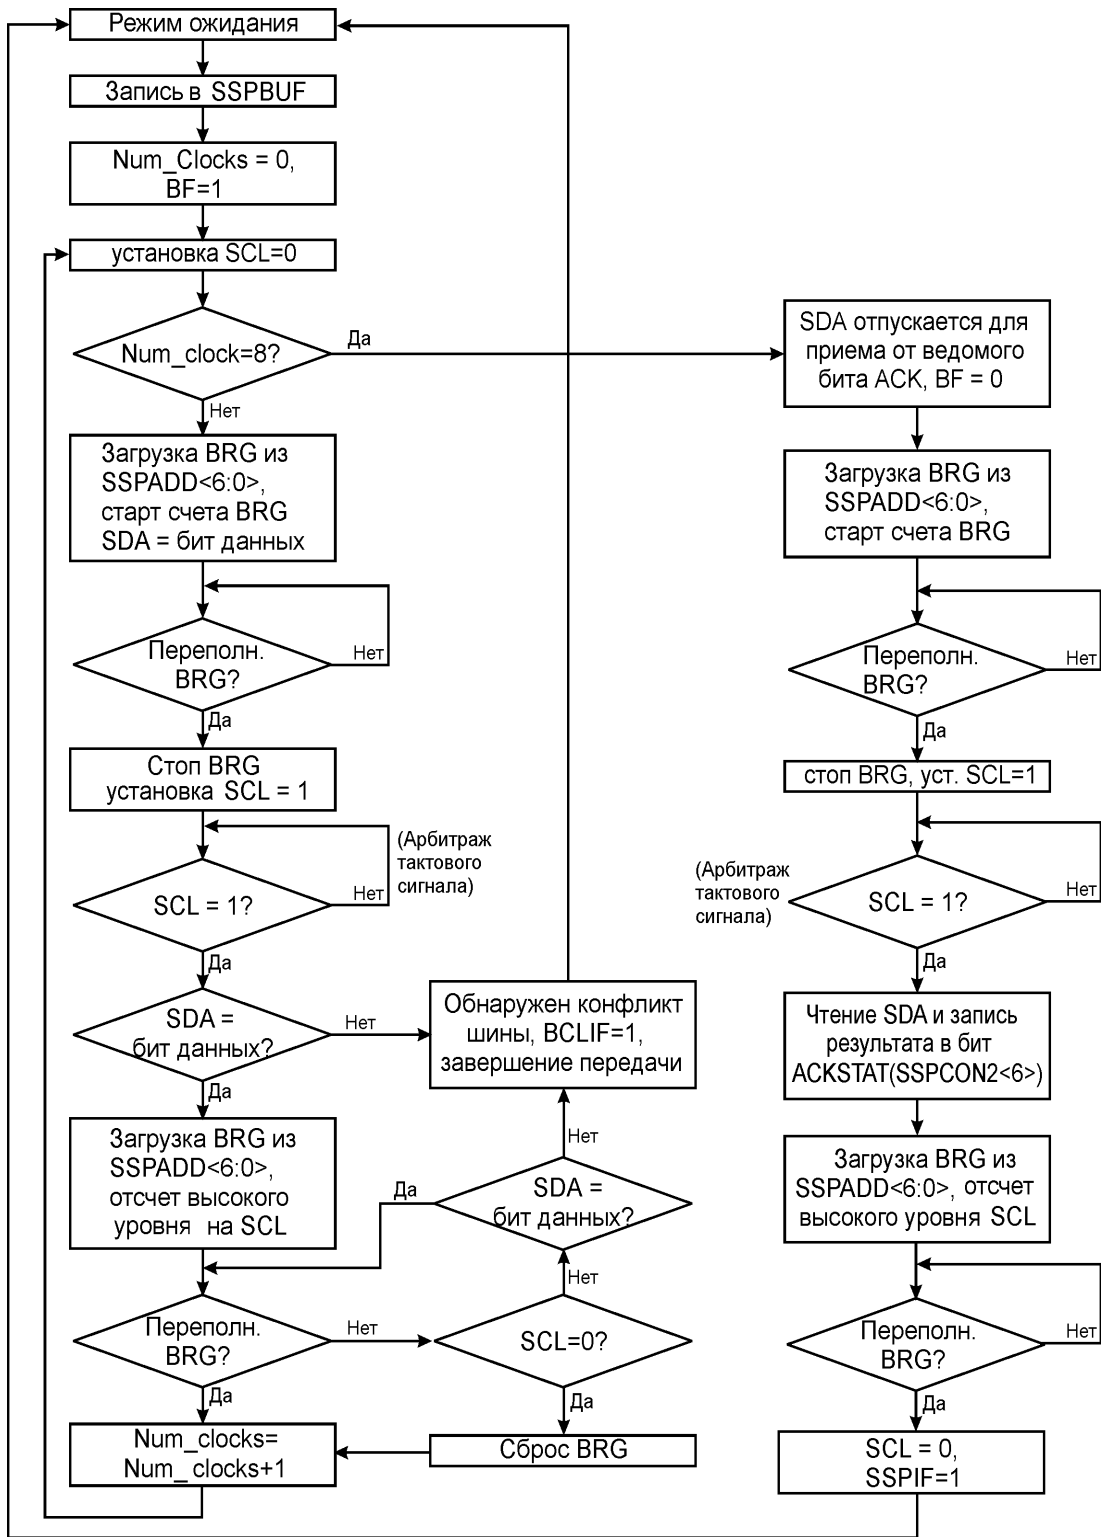 Режим ожидания
Запись в SSPBUF
Num_Clocks = 0,
BF=1
установка SCL=0
Num_clock=8?
Да
Нет
Загрузка BRG из
SSPADD<6:0>,
старт счета BRG
SDA = бит данных
Переполн.
BRG?
Нет
Да
Стоп BRG
установка SCL = 1
(Арбитраж
тактового
сигнала)
SCL = 1?
Нет
Да
SDA =
бит данных?
Нет
Да
Обнаружен конфликт
шины, BCLIF=1,
завершение передачи
Загрузка BRG из
SSPADD<6:0>,
отсчет высокого
уровня на SCL
Нет
Да
SDA =
бит данных?
Нет
Переполн.
BRG?
Нет
SCL=0?
Да
Да
Num_clocks=
Num_ clocks+1
Сброс BRG
SDA отпускается для
приема от ведомого
бита ACK, BF = 0
Загрузка BRG из
SSPADD<6:0>,
старт счета BRG
Переполн.
BRG?
Нет
Да
стоп BRG, уст. SCL=1
(Арбитраж
тактового
сигнала)
SCL = 1?
Нет
Да
Чтение SDA и запись
результата в бит
ACKSTAT(SSPCON2<6>)
Загрузка BRG из
SSPADD<6:0>, отсчет
высокого уровня SCL
Переполн.
BRG?
Нет
Да
SCL = 0,
SSPIF=1